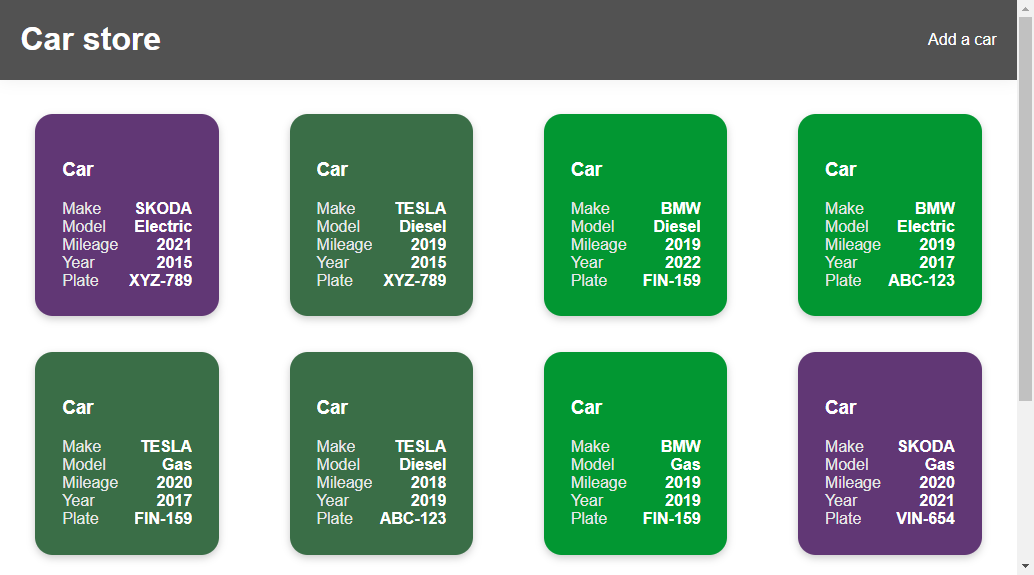 Car store
Add a car
Car
Make SKODA
Model Electric
Mileage 2021
Year 2015
Plate XYZ-789
Car
Make TESLA
Model Diesel
Mileage 2019
Year 2015
Plate XYZ-789
Car
Make BMW
Model Diesel
Mileage 2019
Year 2022
Plate FIN-159
Car
Make BMW
Model Electric
Mileage 2019
Year 2017
Plate ABC-123
Car
Make TESLA
Model Gas
Mileage 2020
Year 2017
Plate FIN-159
Car
Make TESLA
Model Diesel
Mileage 2018
Year 2019
Plate ABC-123
Car
Make BMW
Model Gas
Mileage 2019
Year 2019
Plate FIN-159
Car
Make SKODA
Model Gas
Mileage 2020
Year 2021
Plate VIN-654